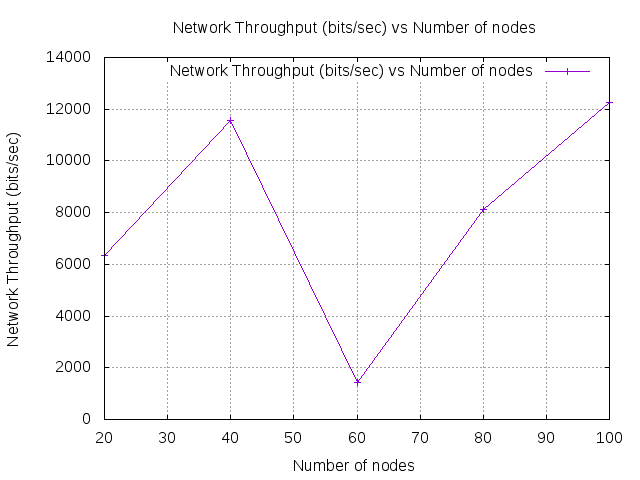 Network Throughput (bits/sec) vs Number of nodes
14000
Network Throughput (bits/sec) vs Number of nodes
12000
10000
8000
6000
4000
2000
0
Network Throughput (bits/sec)
20 30 40 50 60 70 80 90 100
Number of nodes